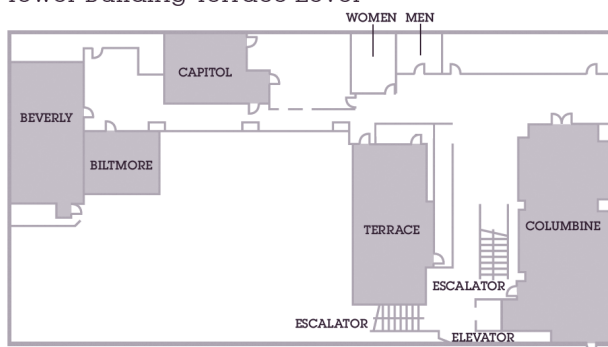 Tower Building Terrace Level
WOMEN MEN
CAPITOL
BEVERLY
BILTMORE
TERRACE
COLUMBINE
ESCALATOR
ESCALATOR
ELEVATOR